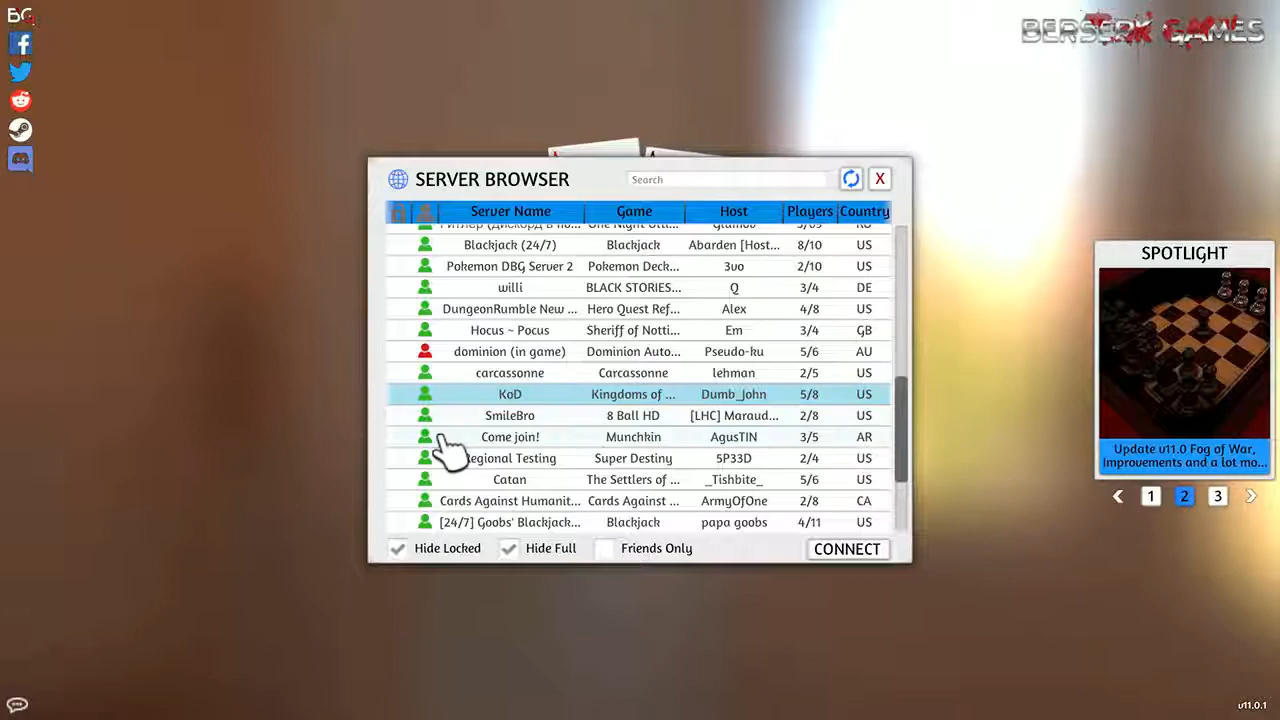 BG
BERSERK GAMES
SERVER BROWSER
Search
X
Server Name Game Host Players Country
Blackjack (24/7) Blackjack Abarden [Host... 8/10 US
Pokemon DBG Server 2 Pokemon Deck... 3vo 2/10 US
willi BLACK STORIES... Q 3/4 DE
DungeonRumble New ... Hero Quest Ref... Alex 4/8 US
Hocus ~ Pocus Sheriff of Notti... Em 3/4 GB
dominion (in game) Dominion Auto... Pseudo-ku 5/6 AU
carcassonne Carcassonne lehman 2/5 US
KoD Kingdoms of ... Dumb_John 5/8 US
SmileBro 8 Ball HD [LHC] Maraud... 2/8 US
Come join! Munchkin AgusTIN 3/5 AR
egional Testing Super Destiny 5P33D 2/4 US
Catan The Settlers of ... _Tishbite_ 5/6 US
Cards Against Humanit... Cards Against ... ArmyOfOne 2/8 CA
[24/7] Goobs' Blackjack... Blackjack papa goobs 4/11 US
Hide Locked Hide Full Friends Only CONNECT
SPOTLIGHT
Update v11.0 Fog of War,
Improvements and a lot mo...
1 2 3
v11.0.1